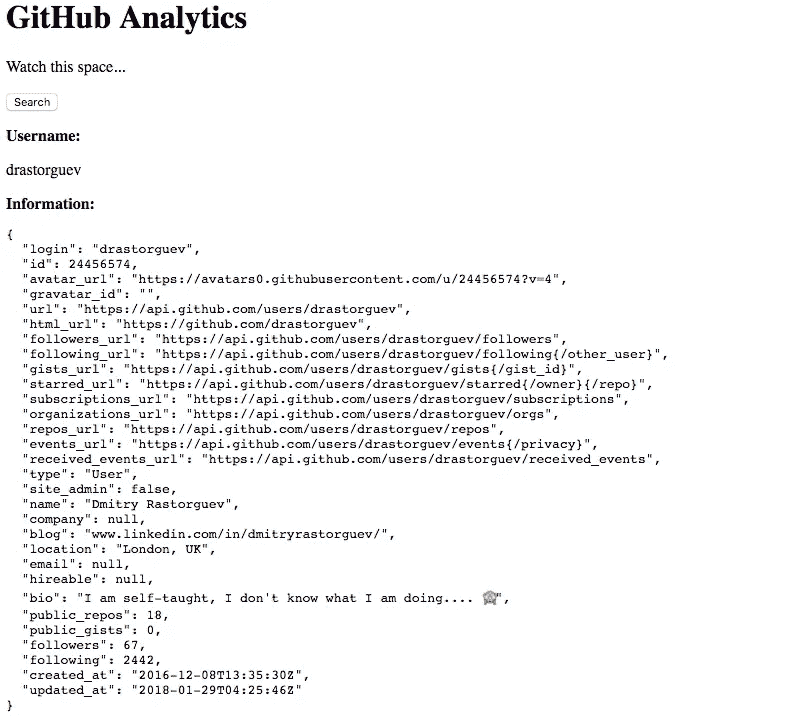 GitHub Analytics
Watch this space...
Search
Username:
drastorguev
Information:
{
  "login": "drastorguev",
  "id": 24456574,
  "avatar_url": "https://avatars0.githubusercontent.com/u/24456574?v=4",
  "gravatar_id": "",
  "url": "https://api.github.com/users/drastorguev",
  "html_url": "https://github.com/drastorguev",
  "followers_url": "https://api.github.com/users/drastorguev/followers",
  "following_url": "https://api.github.com/users/drastorguev/following{/other_user}",
  "gists_url": "https://api.github.com/users/drastorguev/gists{/gist_id}",
  "starred_url": "https://api.github.com/users/drastorguev/starred{/owner}{/repo}",
  "subscriptions_url": "https://api.github.com/users/drastorguev/subscriptions",
  "organizations_url": "https://api.github.com/users/drastorguev/orgs",
  "repos_url": "https://api.github.com/users/drastorguev/repos",
  "events_url": "https://api.github.com/users/drastorguev/events{/privacy}",
  "received_events_url": "https://api.github.com/users/drastorguev/received_events",
  "type": "User",
  "site_admin": false,
  "name": "Dmitry Rastorguev",
  "company": null,
  "blog": "www.linkedin.com/in/dmitryrastorguev/",
  "location": "London, UK",
  "email": null,
  "hireable": null,
  "bio": "I am self-taught, I don't know what I am doing.... 🙈",
  "public_repos": 18,
  "public_gists": 0,
  "followers": 67,
  "following": 2442,
  "created_at": "2016-12-08T13:35:30Z",
  "updated_at": "2018-01-29T04:25:46Z"
}